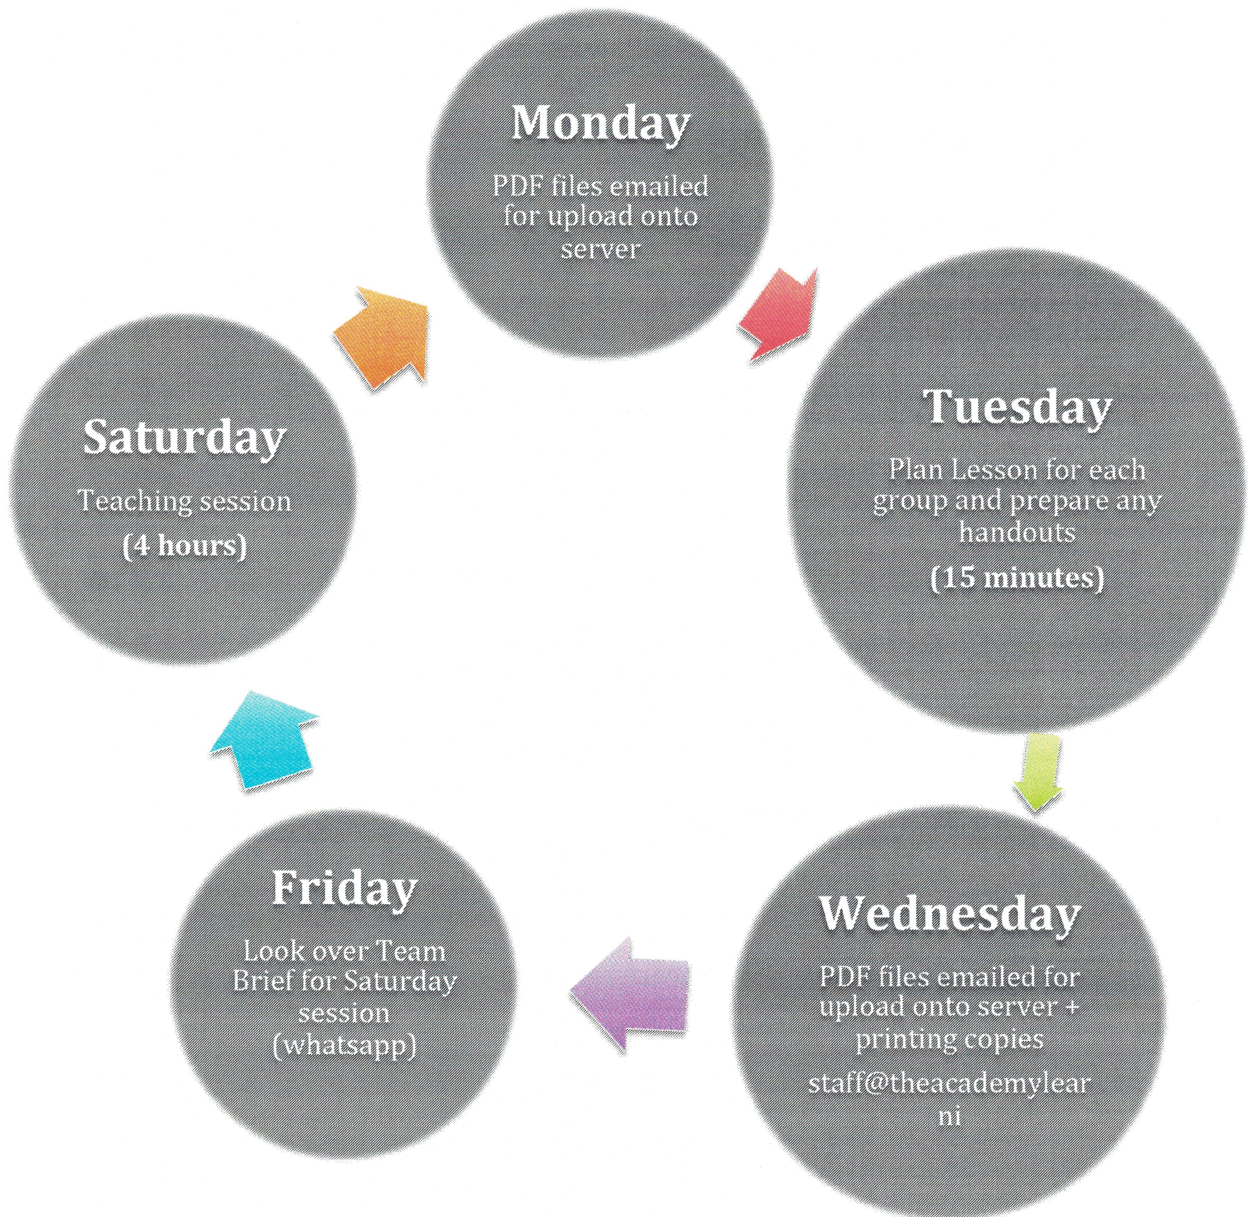 Monday
PDF files emailed
for upload onto
server
Tuesday
Plan Lesson for each
group and prepare any
handouts
(15 minutes)
Wednesday
PDF files emailed for
upload onto server +
printing copies
staff@theacademylear
ni
Friday
Look over Team
Brief for Saturday
session
(whatsapp)
Saturday
Teaching session
(4 hours)